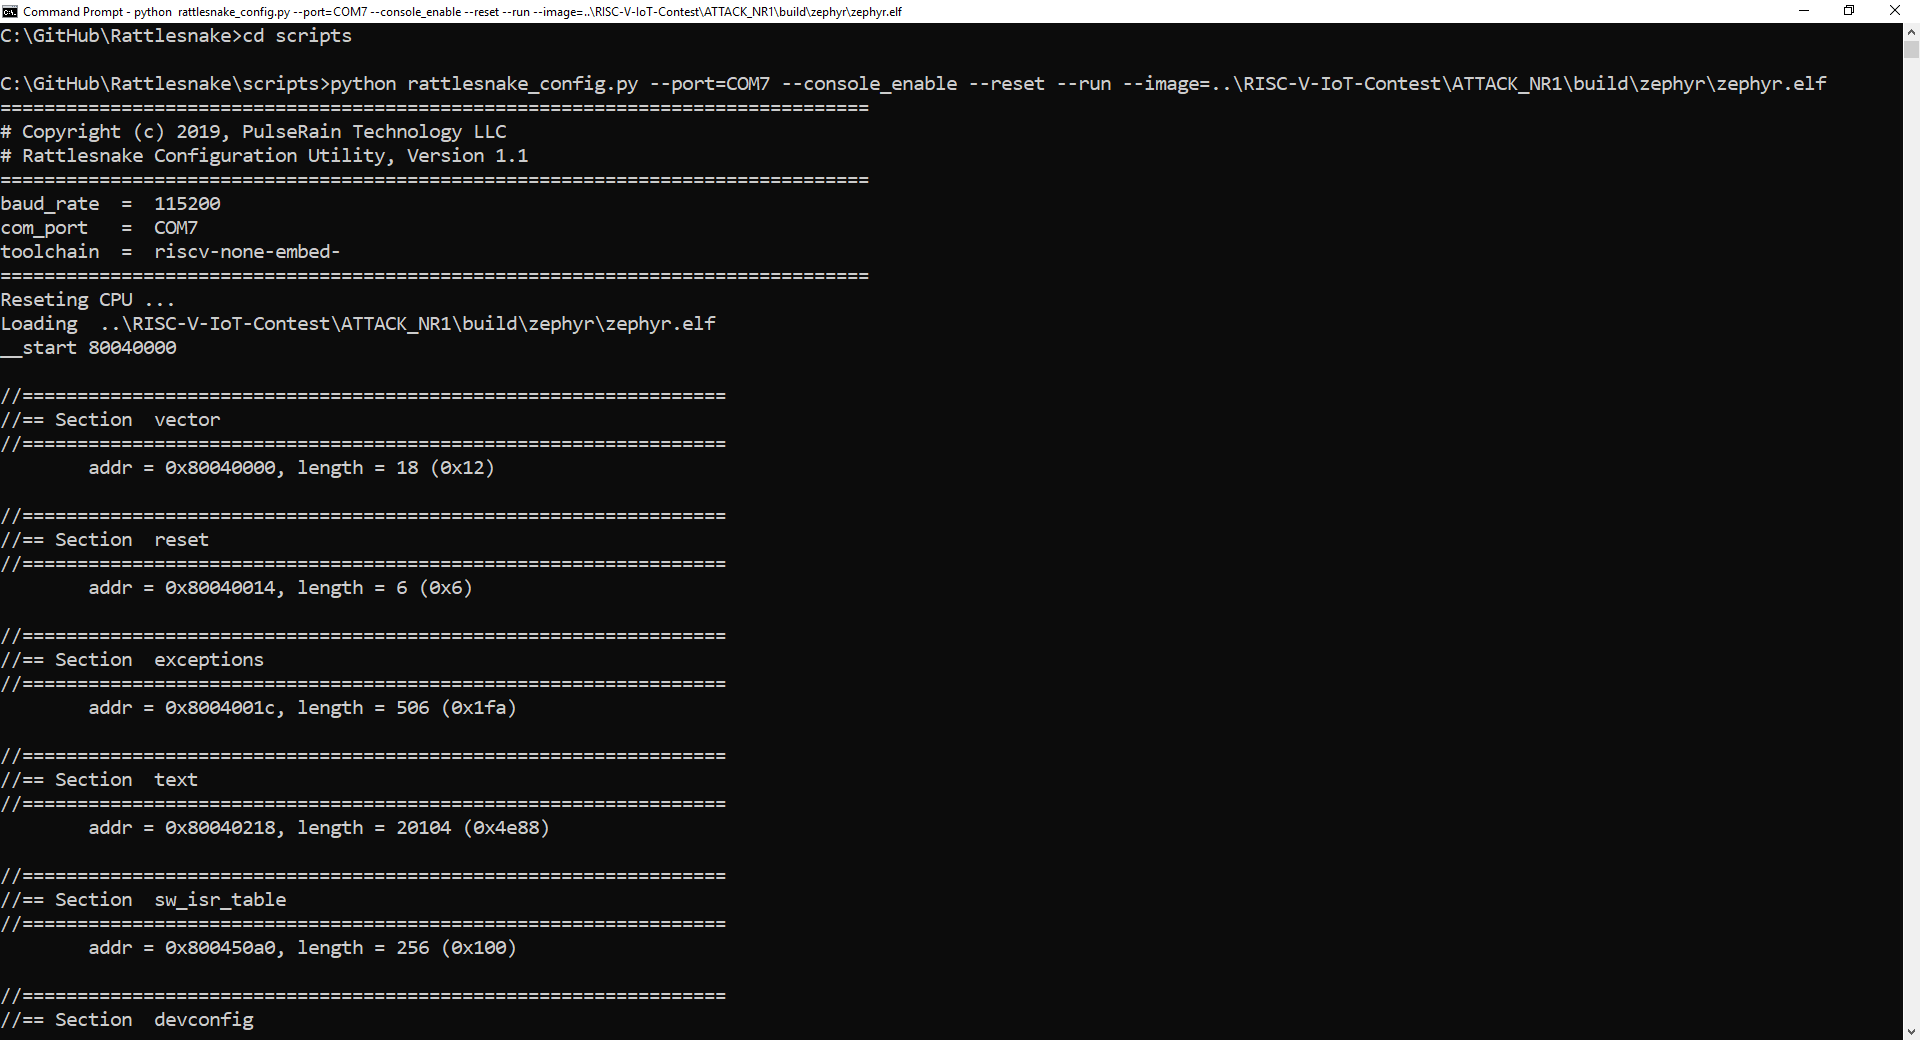 Command Prompt - python  rattlesnake_config.py --port=COM7 --console_enable --reset --run --image=..\RISC-V-IoT-Contest\ATTACK_NR1\build\zephyr\zephyr.elf
C:\GitHub\Rattlesnake>cd scripts
C:\GitHub\Rattlesnake\scripts>python rattlesnake_config.py --port=COM7 --console_enable --reset --run --image=..\RISC-V-IoT-Contest\ATTACK_NR1\build\zephyr\zephyr.elf
===============================================================================
# Copyright (c) 2019, PulseRain Technology LLC
# Rattlesnake Configuration Utility, Version 1.1
===============================================================================
baud_rate  =  115200
com_port   =  COM7
toolchain  =  riscv-none-embed-
===============================================================================
Reseting CPU ...
Loading  ..\RISC-V-IoT-Contest\ATTACK_NR1\build\zephyr\zephyr.elf
__start 80040000
//================================================================
//== Section  vector
//================================================================
        addr = 0x80040000, length = 18 (0x12)
//================================================================
//== Section  reset
//================================================================
        addr = 0x80040014, length = 6 (0x6)
//================================================================
//== Section  exceptions
//================================================================
        addr = 0x8004001c, length = 506 (0x1fa)
//================================================================
//== Section  text
//================================================================
        addr = 0x80040218, length = 20104 (0x4e88)
//================================================================
//== Section  sw_isr_table
//================================================================
        addr = 0x800450a0, length = 256 (0x100)
//================================================================
//== Section  devconfig